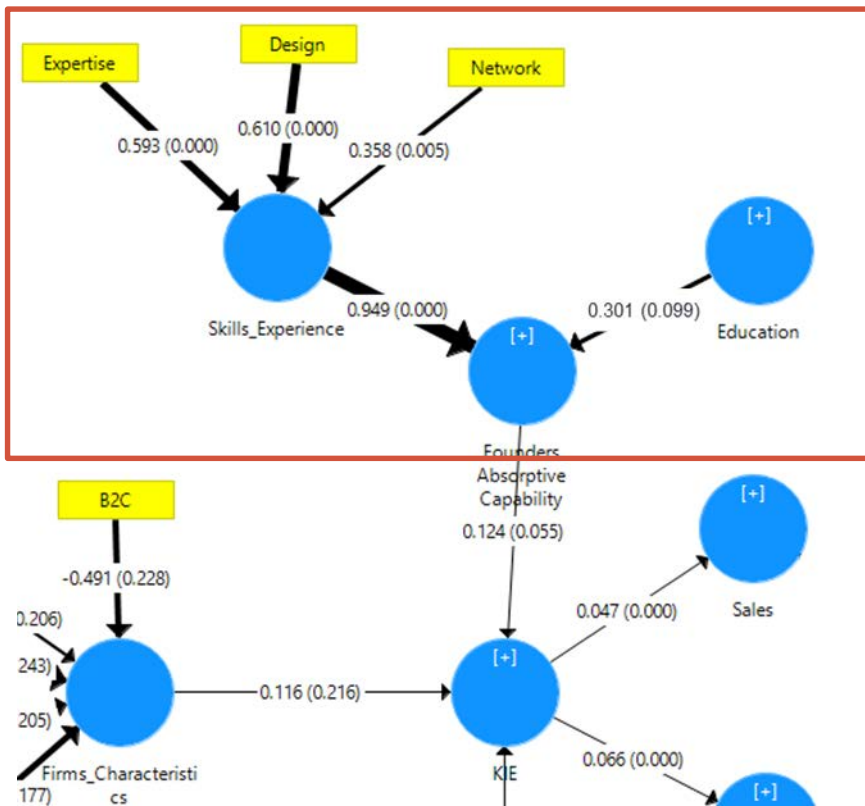 Expertise
Design
Network
0.593 (0.000)
0.610 (0.000)
0.358 (0.005)
[+]
Skills_Experience
0.949 (0.000)
0.301 (0.099)
Education
[+]
Founders
Absorptive
Capability
B2C
0.124 (0.055)
[+]
-0.491 (0.228)
0.047 (0.000)
Sales
0.206)
243)
205)
177)
0.116 (0.216)
[+]
Firms_Characteristi
cs
KIE
0.066 (0.000)
[+]